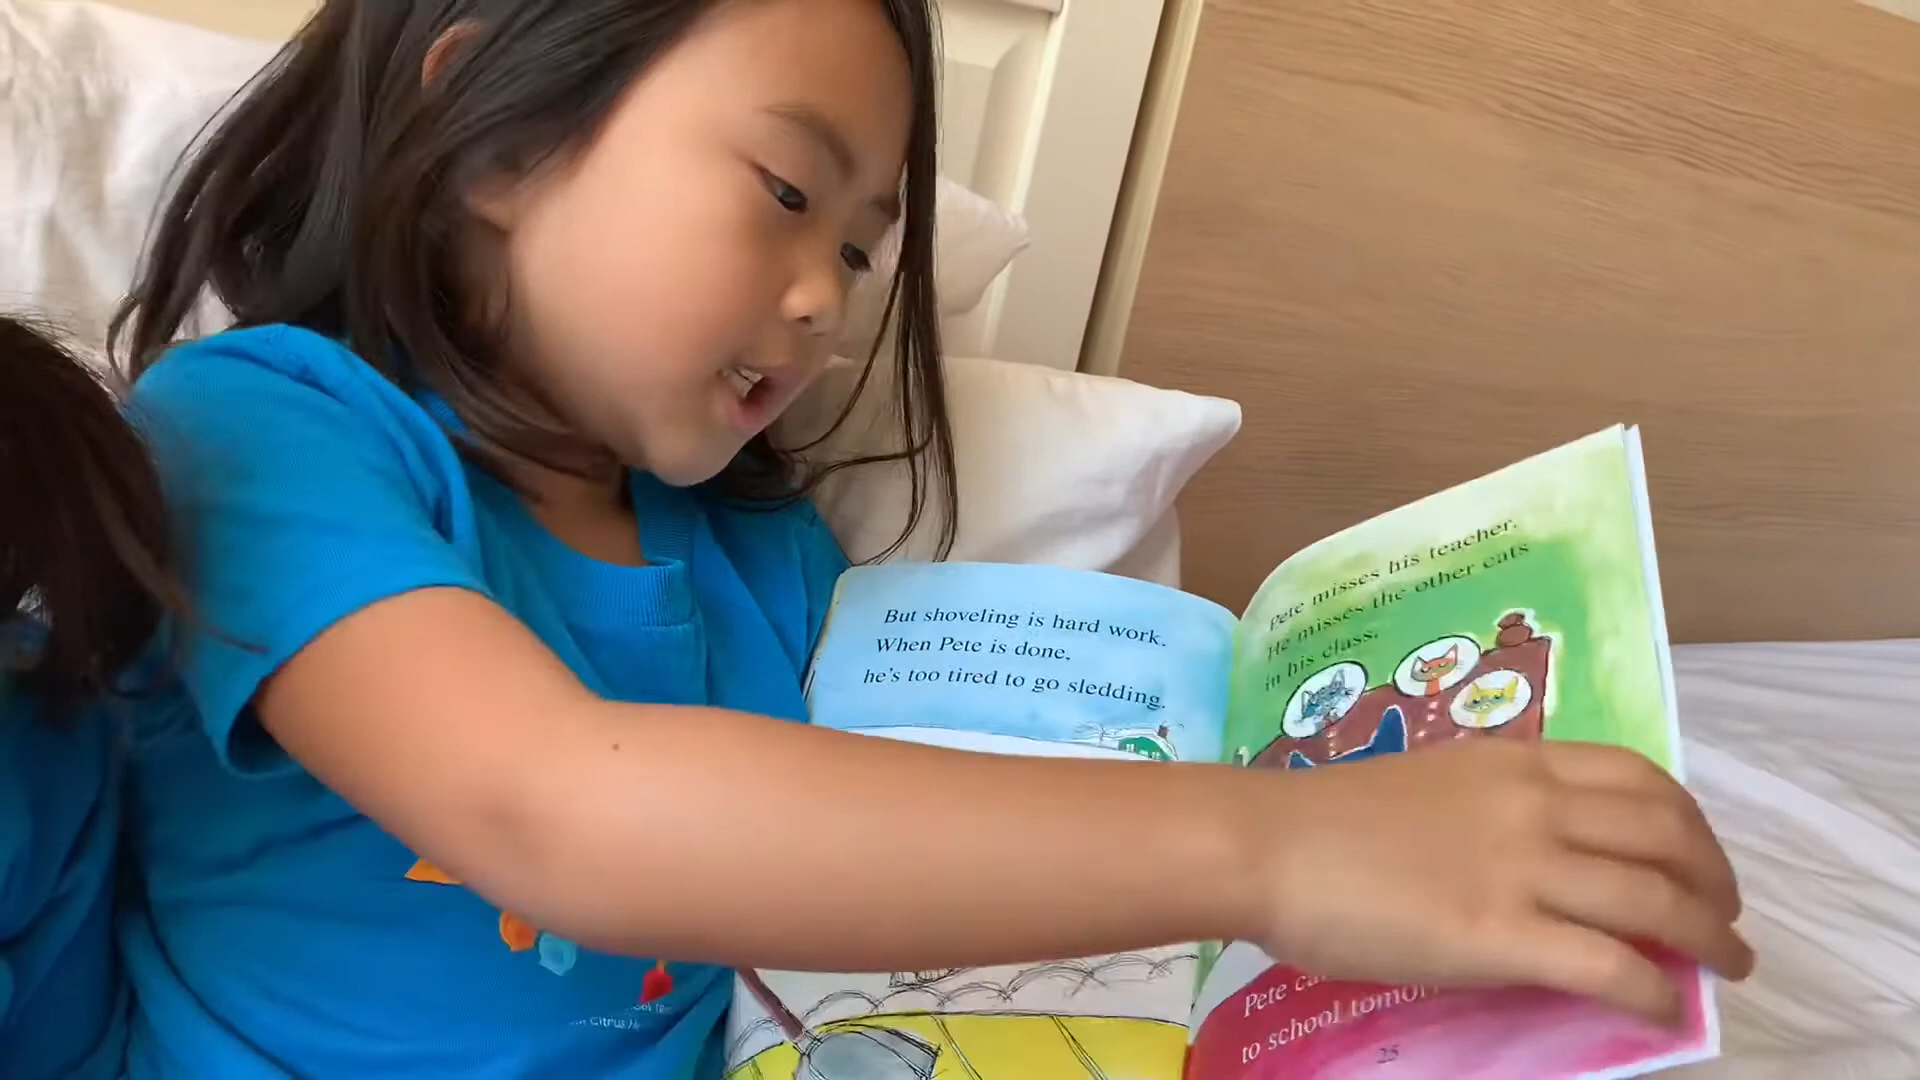 But shoveling is hard work.
When Pete is done,
he's too tired to go sledding.
Pete misses his teacher.
He misses the other cats
in his class.
Pete
to school
25
Citrus